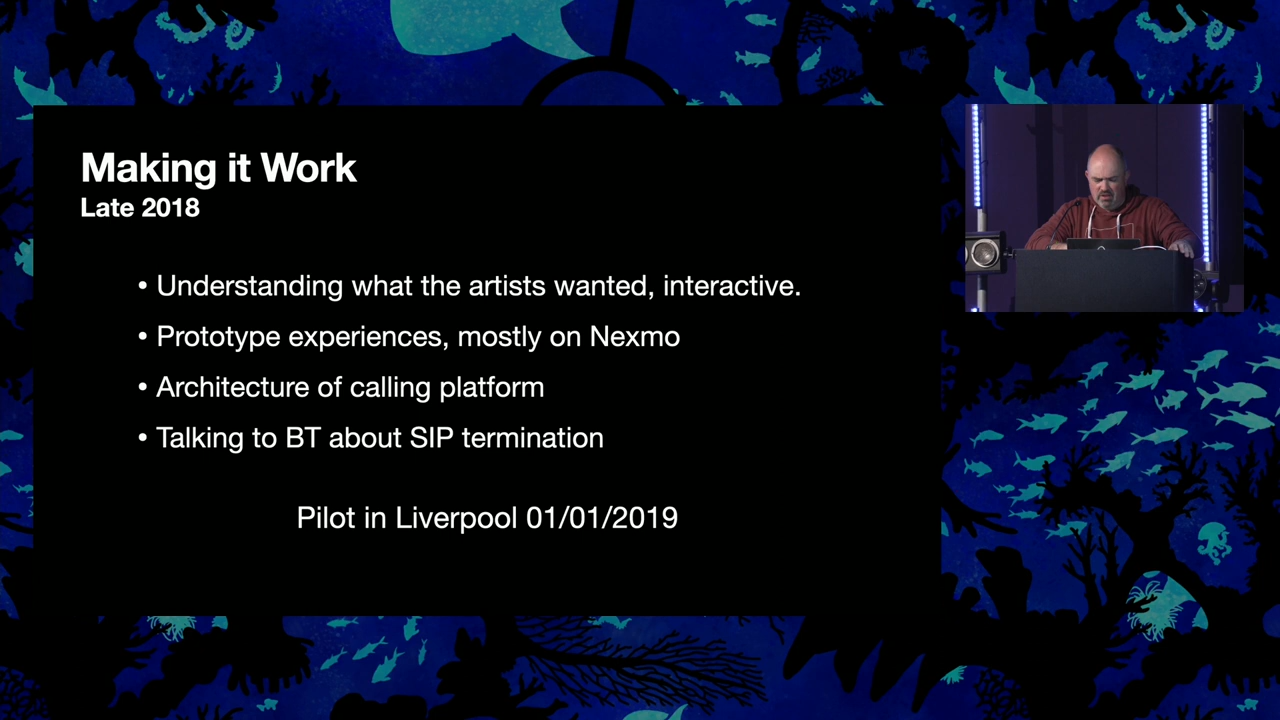 Making it Work
Late 2018
• Understanding what the artists wanted, interactive.
• Prototype experiences, mostly on Nexmo
• Architecture of calling platform
• Talking to BT about SIP termination
Pilot in Liverpool 01/01/2019